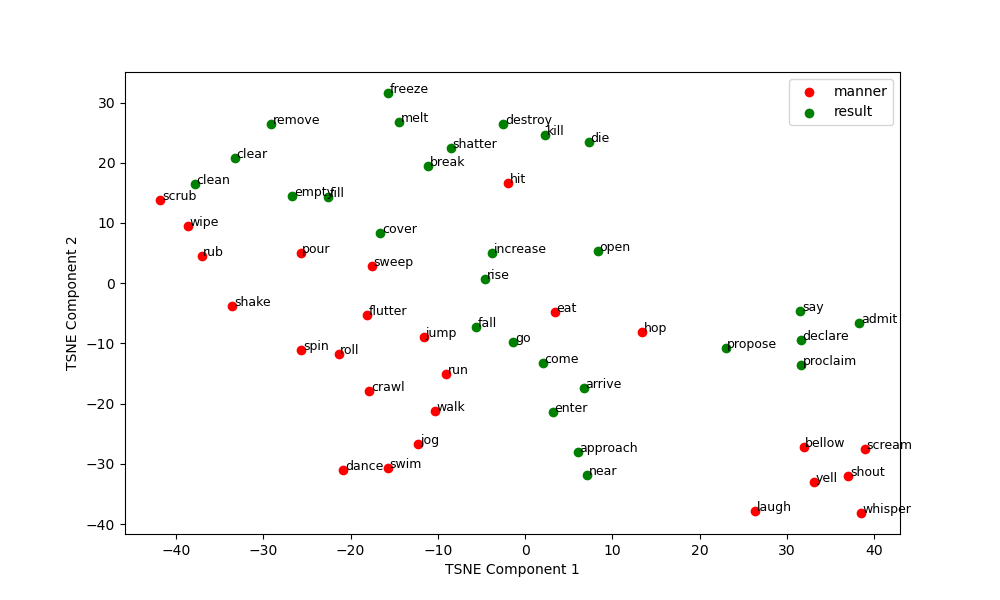 manner
result
freeze
melt
remove
destroy
kill
die
shatter
break
clear
hit
clean
scrub
empty
fill
wipe
cover
rub
pour
sweep
increase
open
rise
shake
flutter
eat
say
admit
fall
hop
jump
go
declare
propose
spin
roll
come
proclaim
run
crawl
arrive
walk
enter
jog
approach
bellow
scream
dance
swim
near
yell
shout
laugh
whisper
30
20
10
0
−10
−20
−30
−40
TSNE Component 2
−40 −30 −20 −10 0 10 20 30 40
TSNE Component 1